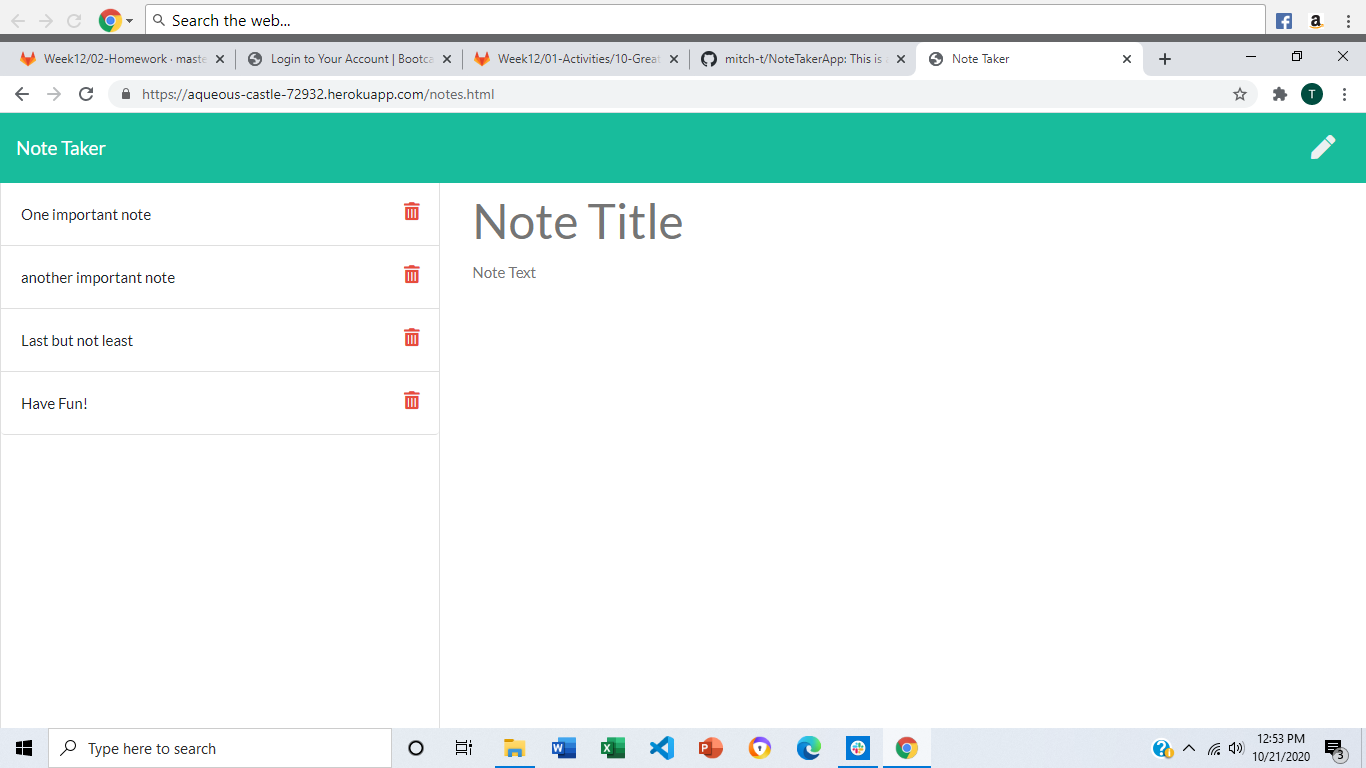 Search the web...
Week12/02-Homework · maste
Login to Your Account | Bootca
Week12/01-Activities/10-Great
mitch-t/NoteTakerApp: This is a
Note Taker
https://aqueous-castle-72932.herokuapp.com/notes.html
T
Note Taker
One important note
another important note
Last but not least
Have Fun!
Note Title
Note Text
Type here to search
12:53 PM
10/21/2020
3